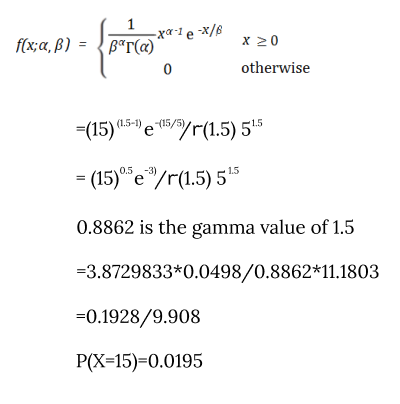 f(x;α, β) = { 1/(β^αΓ(α)) x^(α-1) e^(-x/β) x ≥ 0
0 otherwise
=(15)^(1.5-1) e^-(15/5)/r(1.5) 5^1.5
= (15)^0.5 e^-3)/r(1.5) 5^1.5
0.8862 is the gamma value of 1.5
=3.8729833*0.0498/0.8862*11.1803
=0.1928/9.908
P(X=15)=0.0195